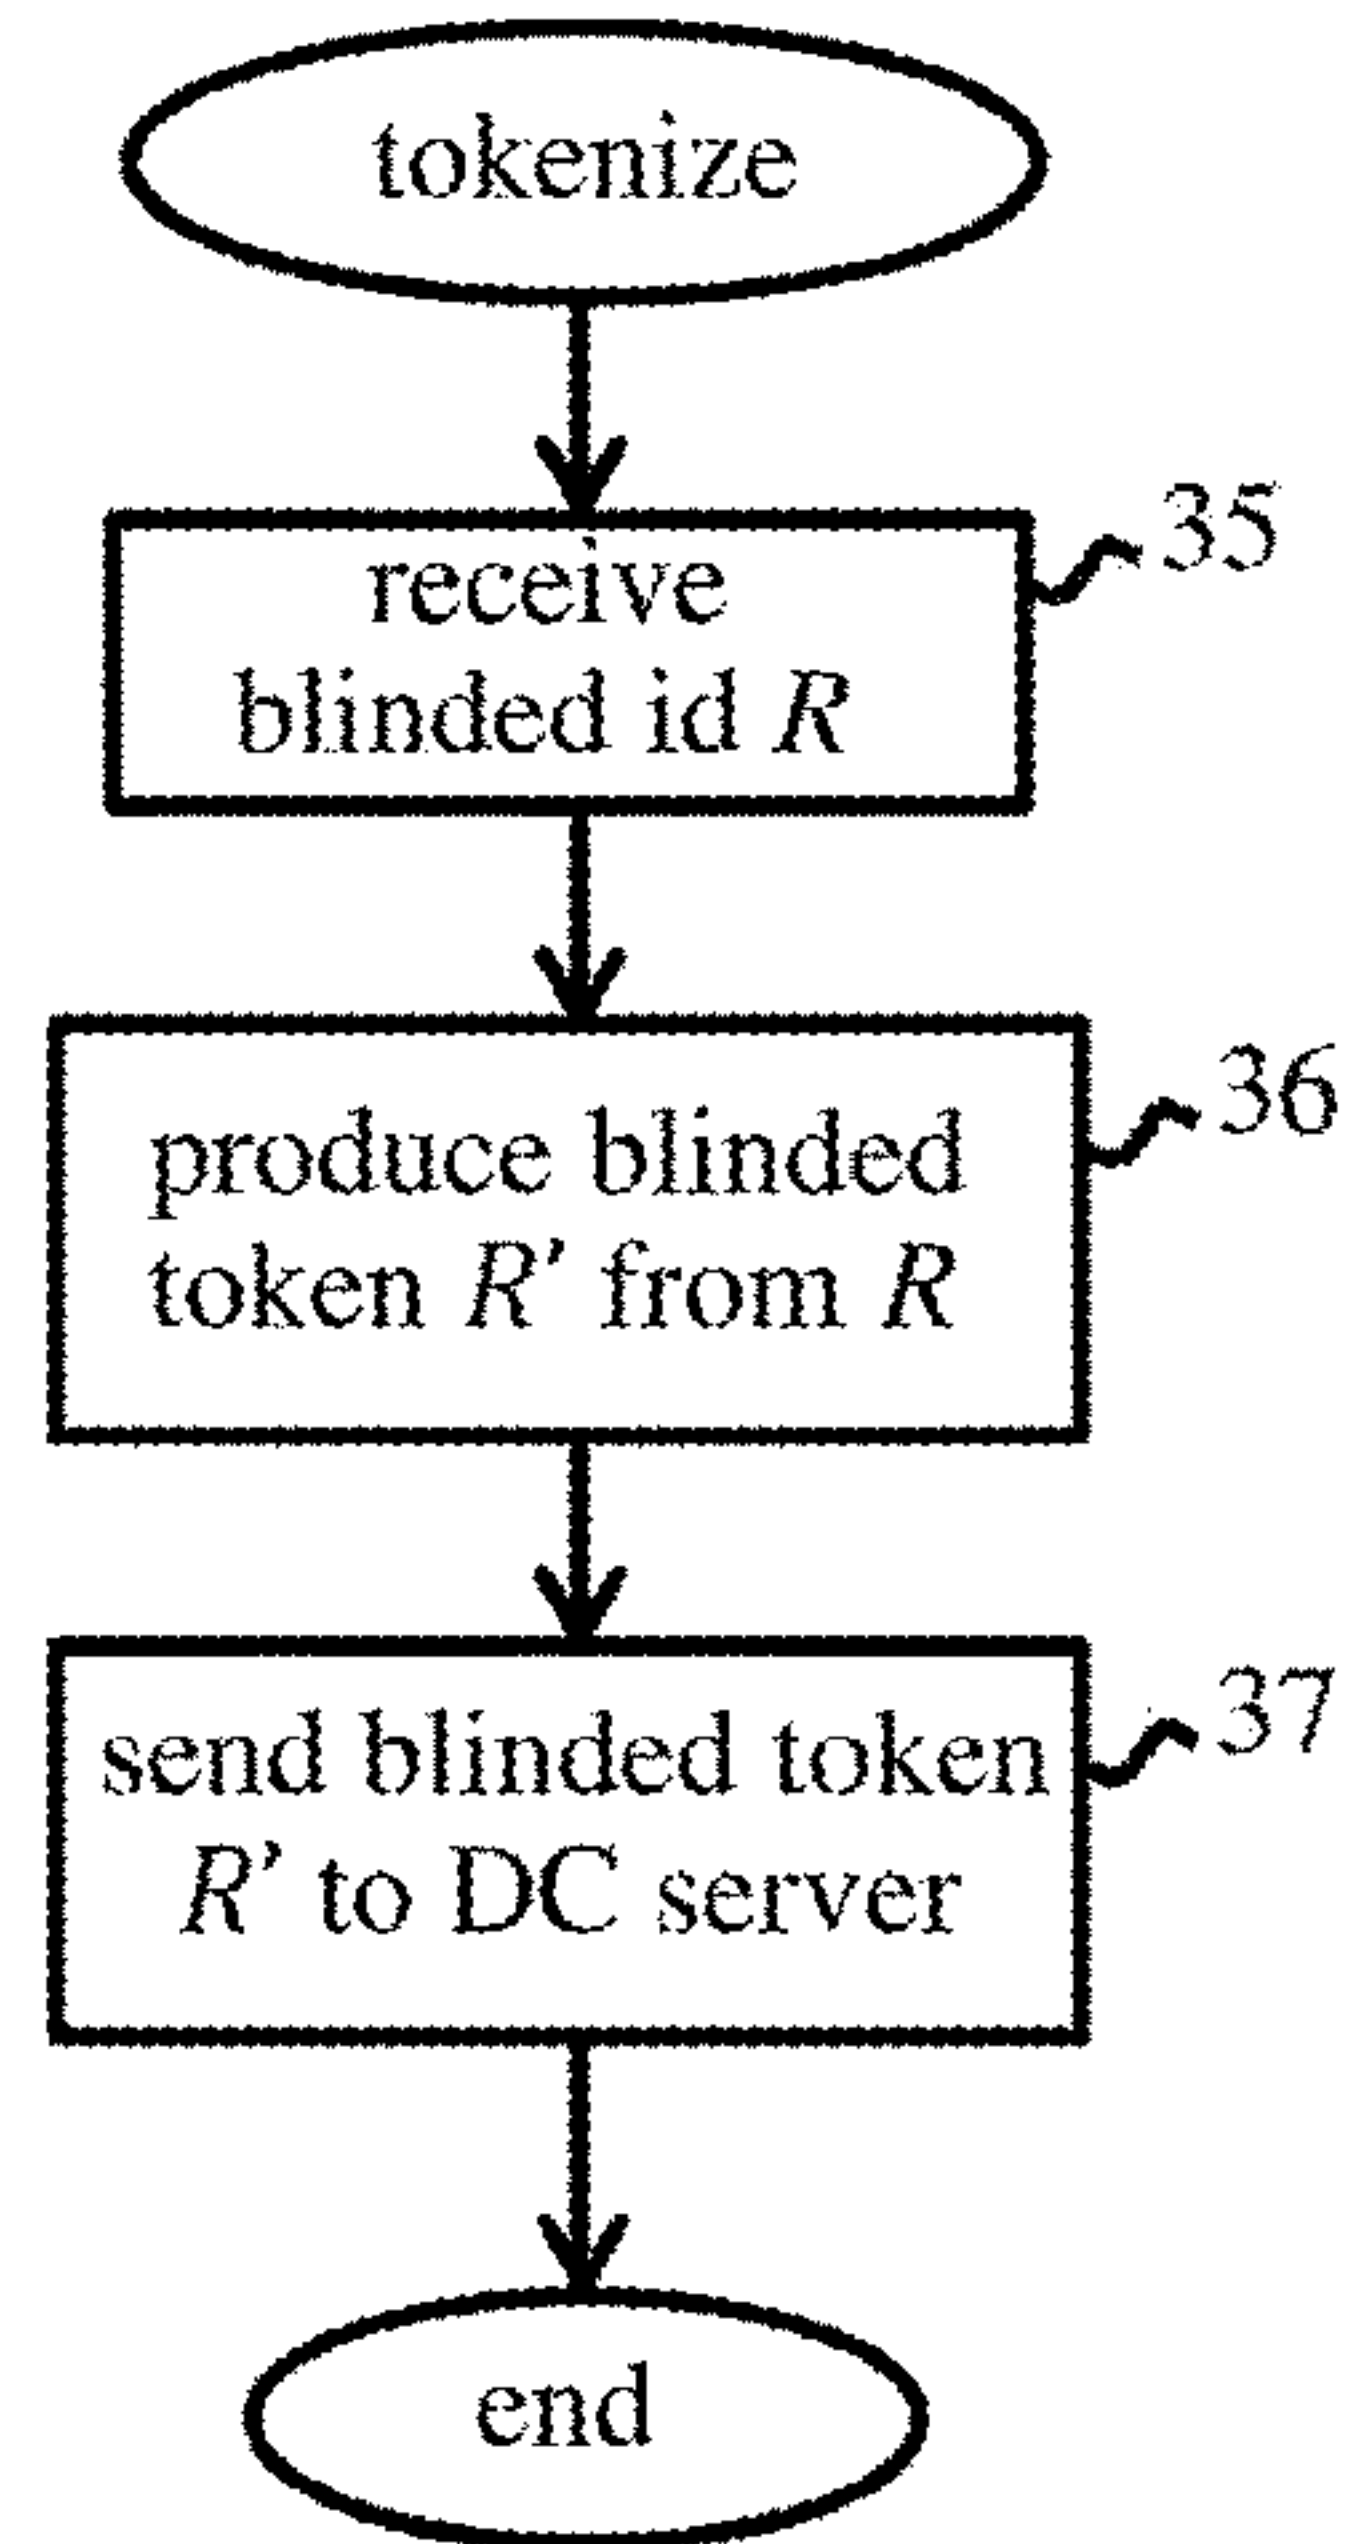 tokenize
35
receive
blinded id R
36
produce blinded
token R' from R
37
send blinded token
R' to DC server
end